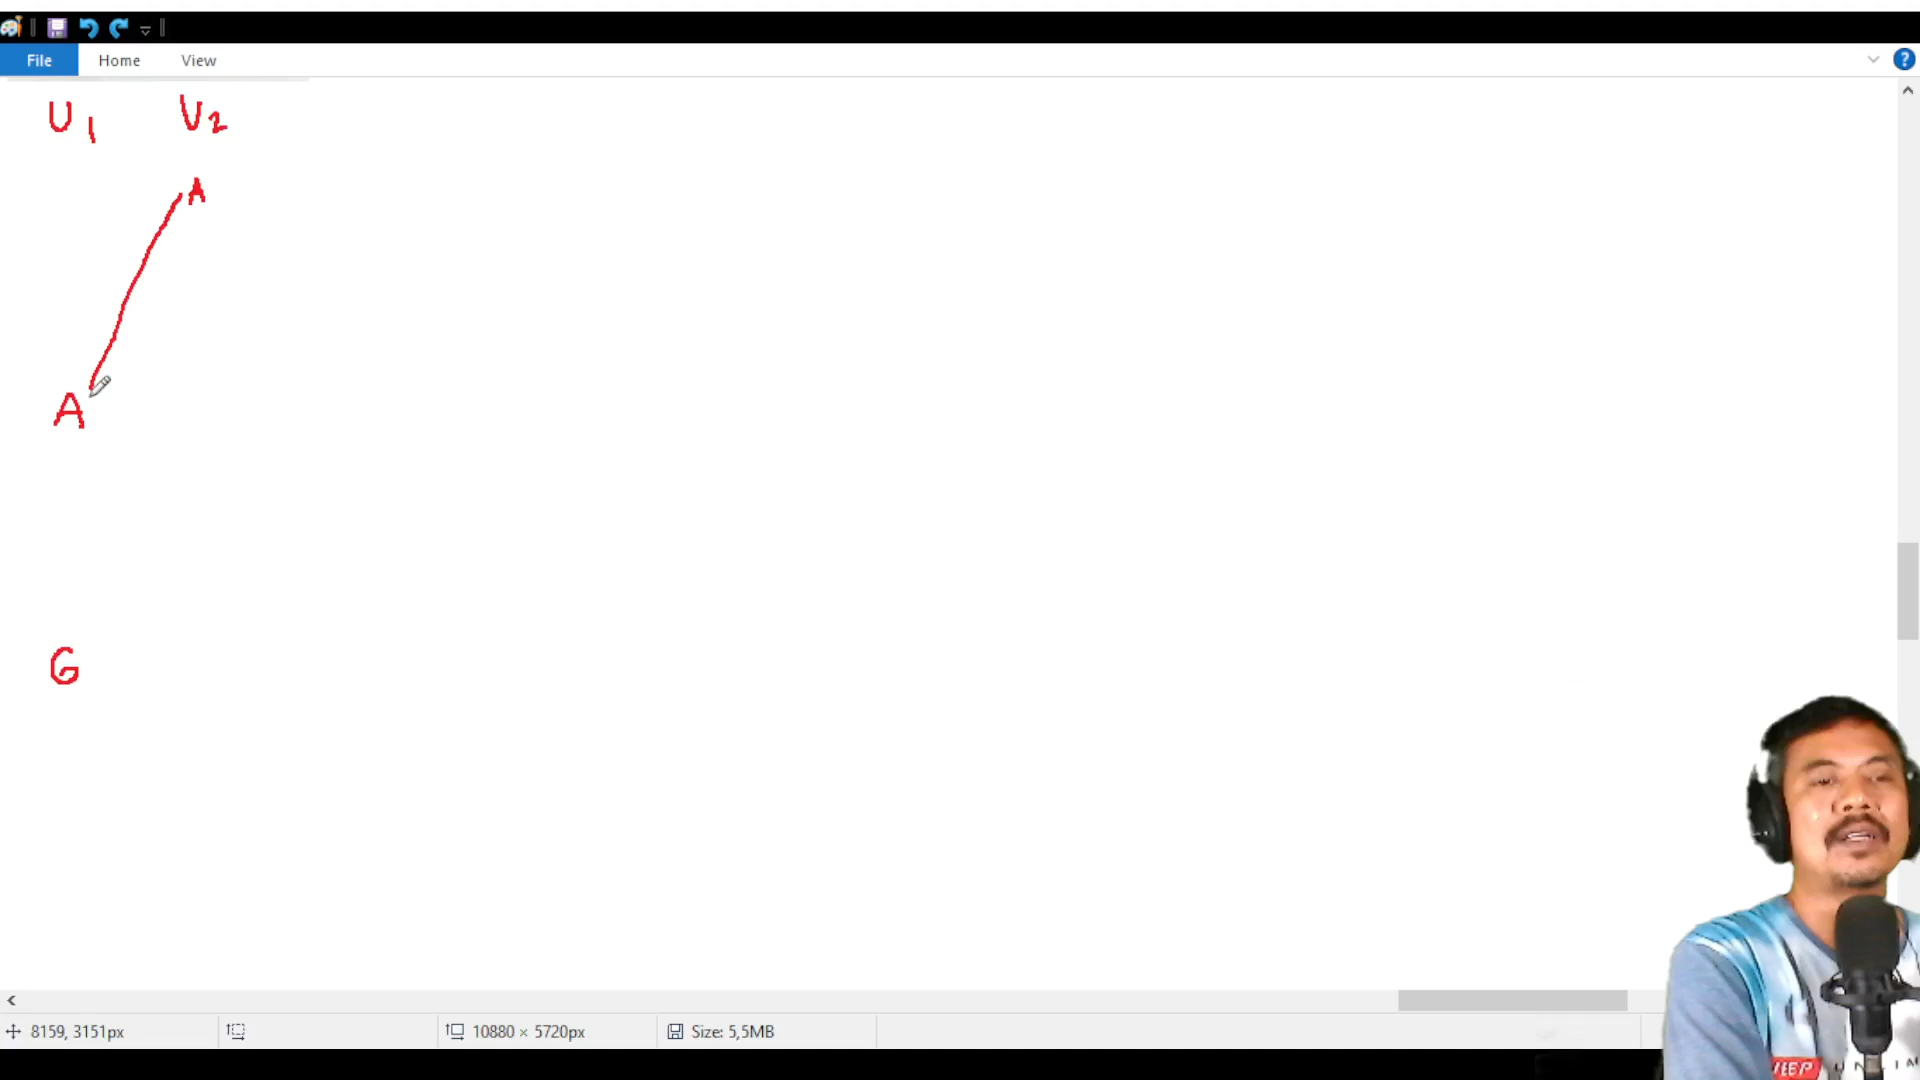 File Home View
U1 V2
A
A
G
8159, 3151px 10880 × 5720px Size: 5,5MB